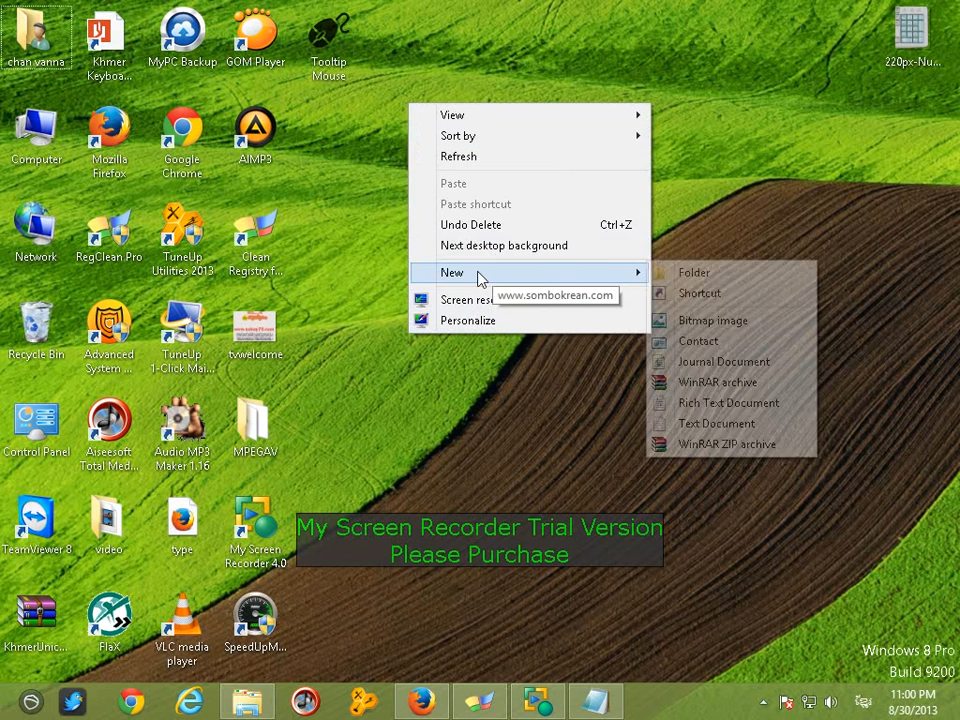 chan vanna
Khmer
Keyboa...
MyPC Backup
GOM Player
Tooltip
Mouse
220px-Nu...
Computer
Mozilla
Firefox
Google
Chrome
AIMP3
Network
RegClean Pro
TuneUp
Utilities 2013
Clean
Registry f...
Recycle Bin
Advanced
System ...
TuneUp
1-Click Mai...
tvwelcome
Control Panel
Aiseesoft
Total Med...
Audio MP3
Maker 1.16
MPEGAV
TeamViewer 8
video
type
My Screen
Recorder 4.0
KhmerUnic...
FlaX
VLC media
player
SpeedUpM...
View
Sort by
Refresh
Paste
Paste shortcut
Undo Delete Ctrl+Z
Next desktop background
New
www.sombokrean.com
Screen res
Personalize
Folder
Shortcut
Bitmap image
Contact
Journal Document
WinRAR archive
Rich Text Document
Text Document
WinRAR ZIP archive
My Screen Recorder Trial Version
Please Purchase
Windows 8 Pro
Build 9200
11:00 PM
8/30/2013